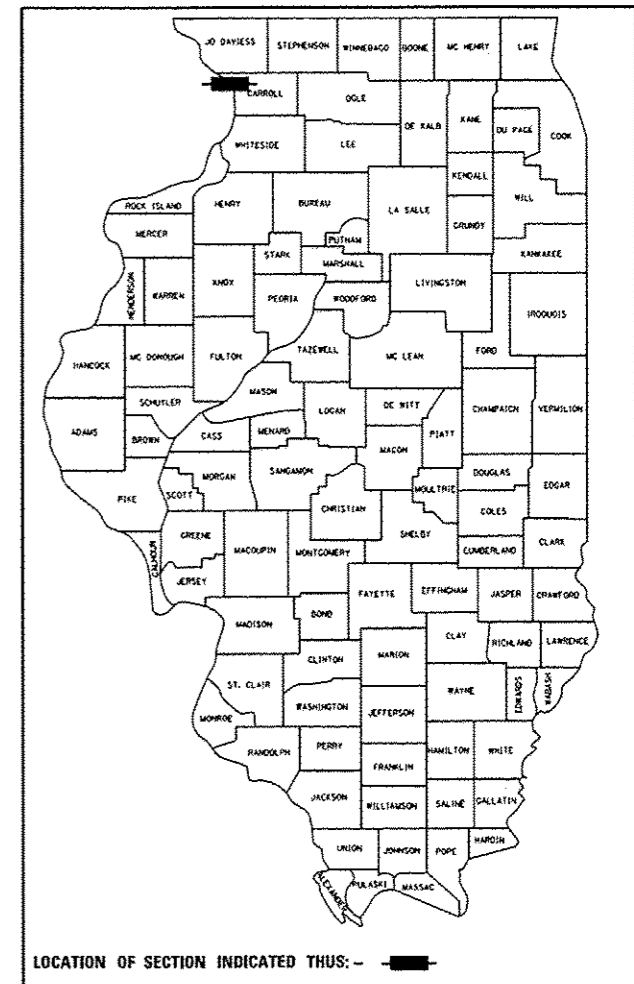 JO DAVIESS STEPHENSON WINNEBAGO BOONE MC HENRY LAKE
CARROLL OGLE DE KALB KANE DU PAGE COOK
WHITESIDE LEE KENDALL WILL
ROCK ISLAND HENRY BUREAU LA SALLE GRUNDY
MERCER PUTNAM KANKAKEE
STARK MARSHALL LIVINGSTON
HENDERSON WARREN KNOX PEORIA WOODFORD IROQUOIS
HANCOCK MC DONOUGH FULTON TAZEWELL MC LEAN FORD
SCHUYLER MASON
ADAMS BROWN CASS MENARD LOGAN DE WITT PIATT CHAMPAIGN VERMILION
MACON
PIKE SCOTT MORGAN SANGAMON MOULTRIE DOUGLAS EDGAR
CHRISTIAN COLES
CALHOUN GREENE MACOUPIN MONTGOMERY SHELBY CUMBERLAND CLARK
JERSEY
FAYETTE EFFINGHAM JASPER CRAWFORD
MADISON BOND
CLAY RICHLAND LAWRENCE
CLINTON MARION
ST. CLAIR WAYNE EDWARDS WABASH
MONROE WASHINGTON JEFFERSON
RANDOLPH PERRY HAMILTON WHITE
FRANKLIN
JACKSON WILLIAMSON SALINE GALLATIN
UNION JOHNSON POPE HARDIN
ALEXANDER PULASKI MASSAC
LOCATION OF SECTION INDICATED THUS: -